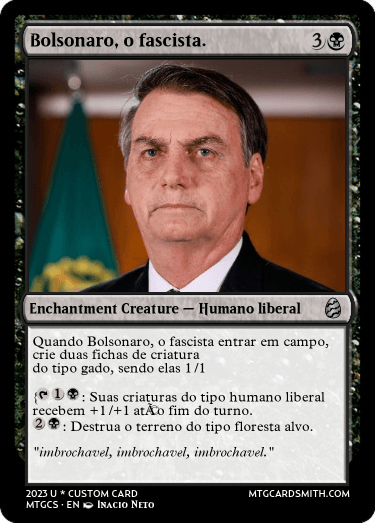 Bolsonaro, o fascista. 3
Enchantment Creature — Humano liberal
Quando Bolsonaro, o fascista entrar em campo,
crie duas fichas de criatura
do tipo gado, sendo elas 1/1
{ 1 : Suas criaturas do tipo humano liberal
recebem +1/+1 atÃ© o fim do turno.
2 : Destrua o terreno do tipo floresta alvo.
"imbrochavel, imbrochavel, imbrochavel."
2023 U * CUSTOM CARD
MTGCS · EN Inacio Neto
MTGCARDSMITH.COM